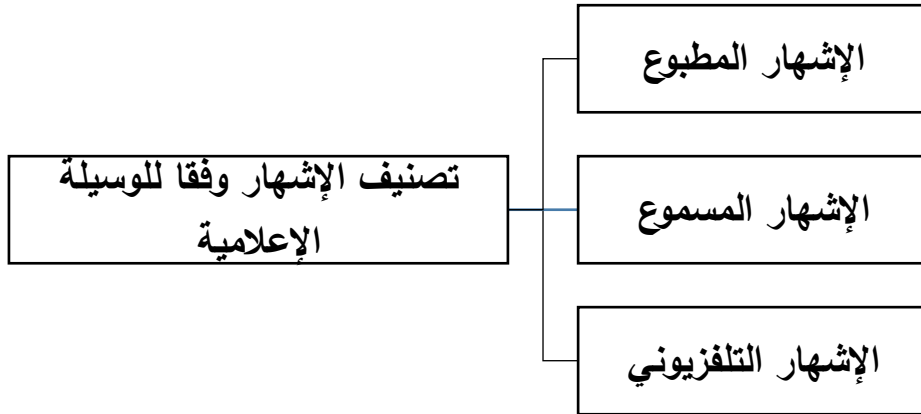 تصنيف الإشهار وفقا للوسيلة
الإعلامية
الإشهار المطبوع
الإشهار المسموع
الإشهار التلفزيوني